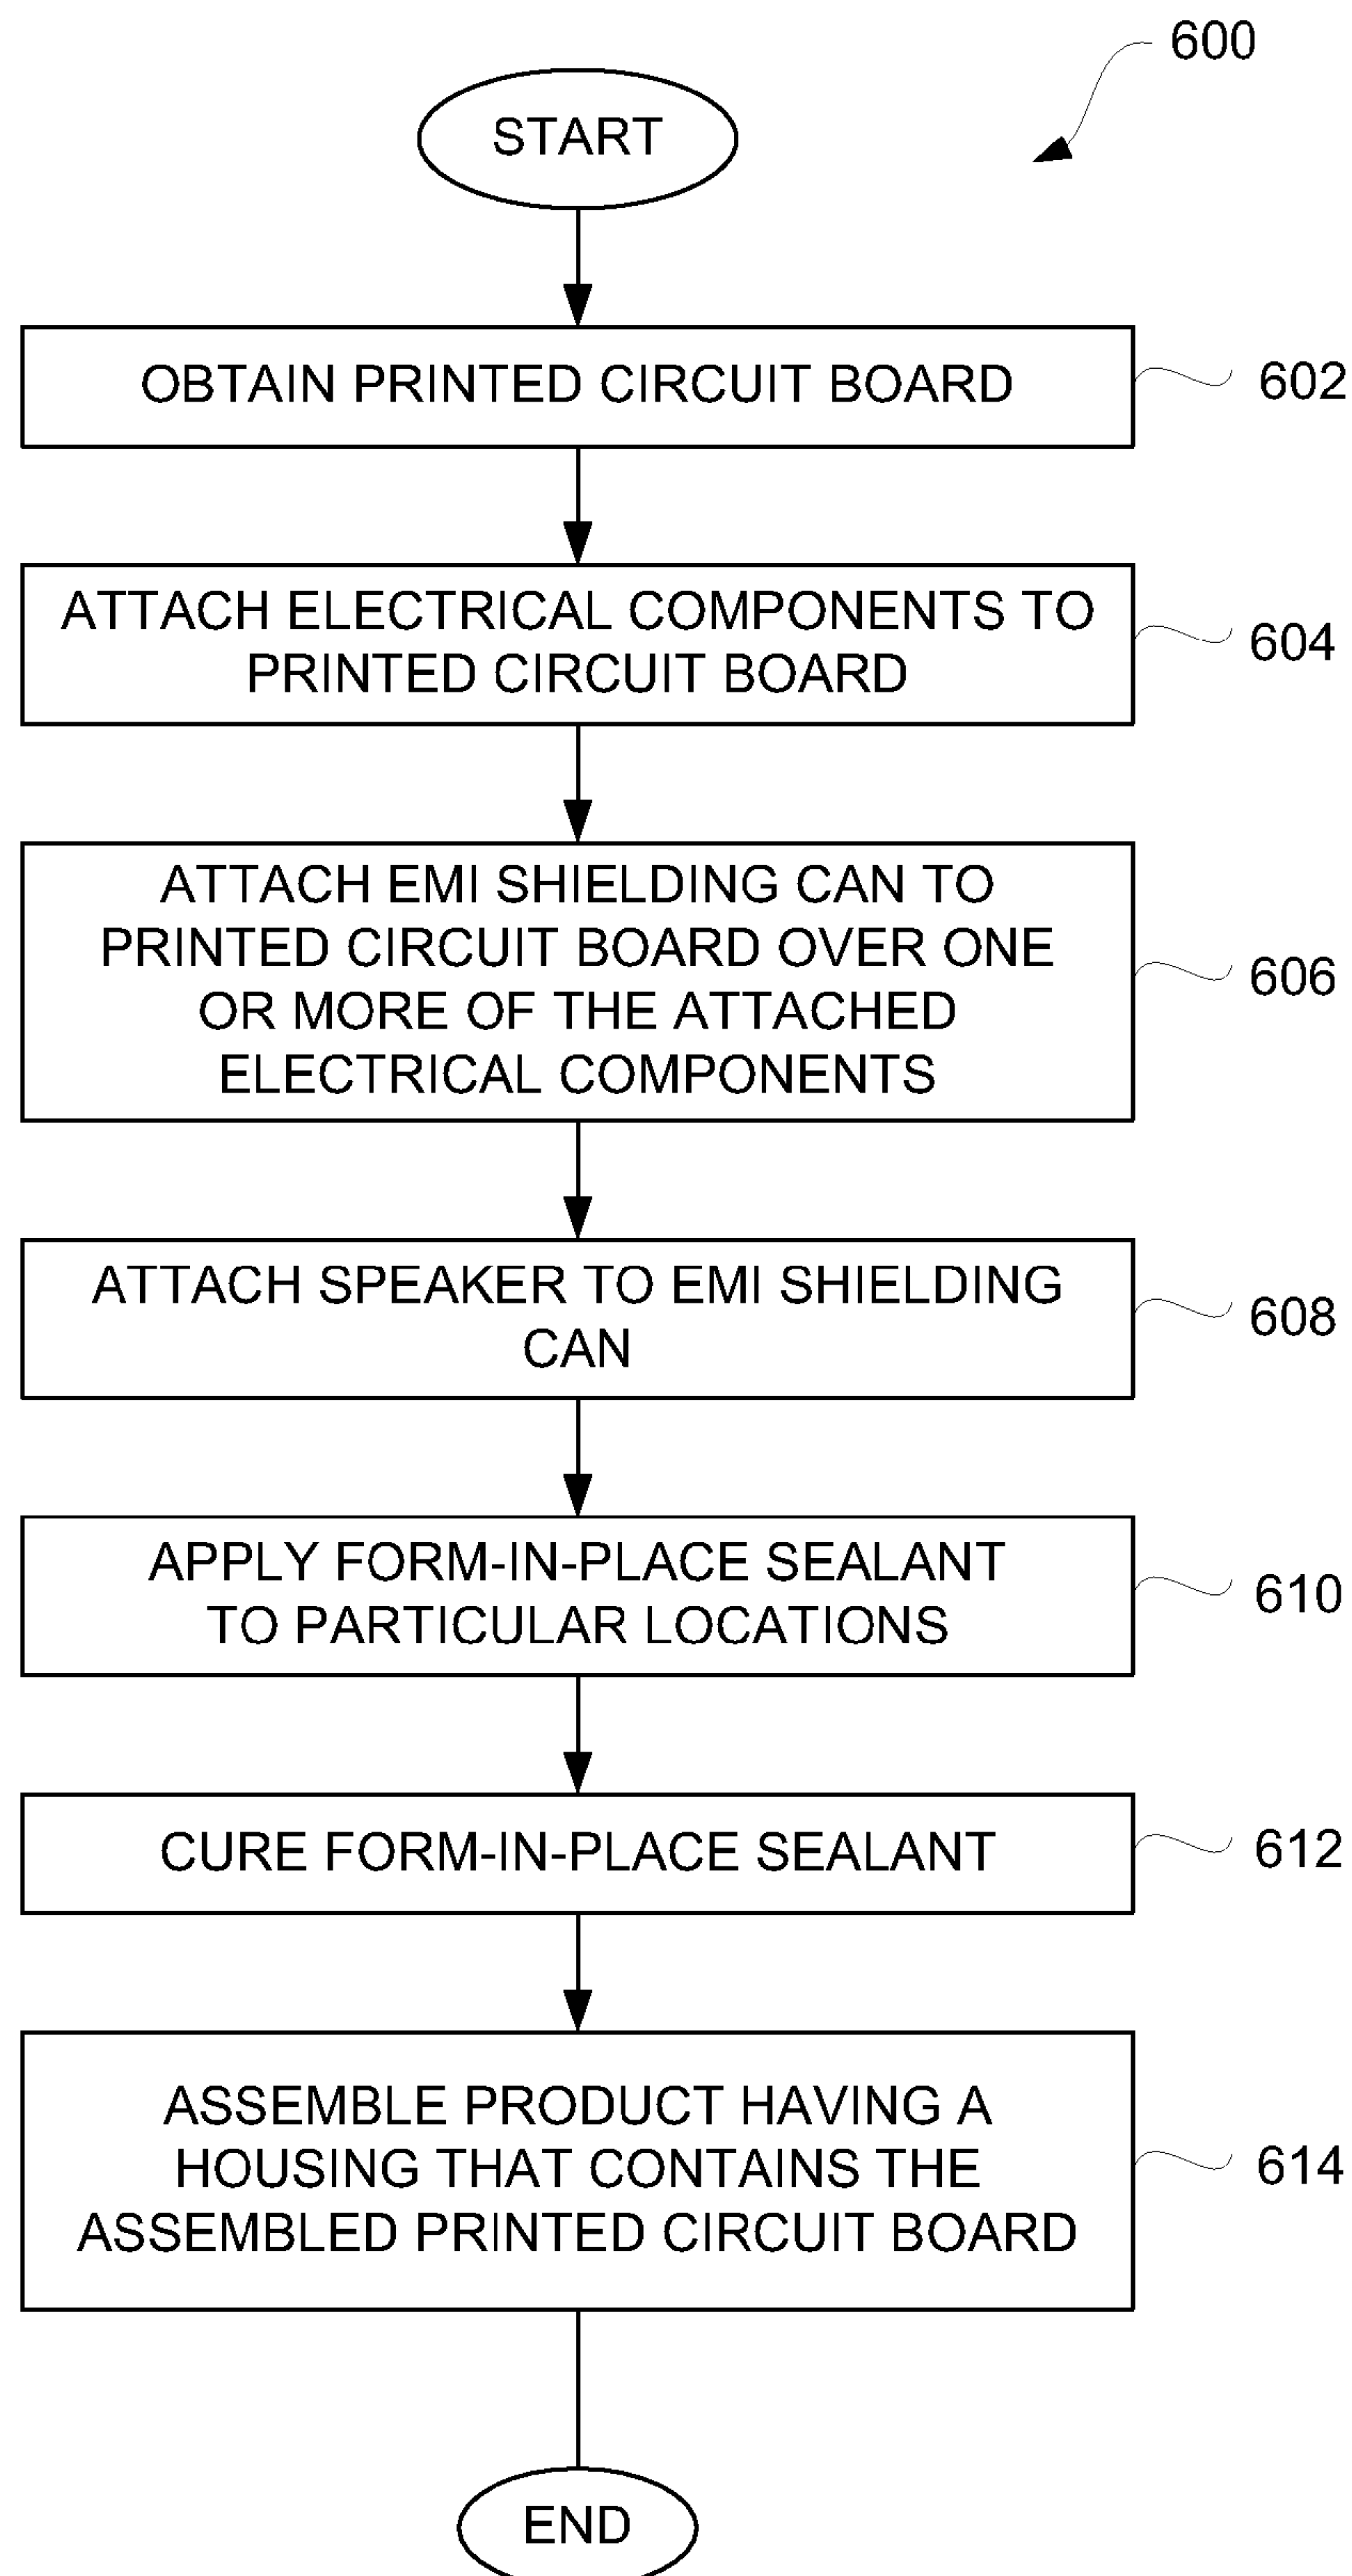 600
START
OBTAIN PRINTED CIRCUIT BOARD
602
ATTACH ELECTRICAL COMPONENTS TO
PRINTED CIRCUIT BOARD
604
ATTACH EMI SHIELDING CAN TO
PRINTED CIRCUIT BOARD OVER ONE
OR MORE OF THE ATTACHED
ELECTRICAL COMPONENTS
606
ATTACH SPEAKER TO EMI SHIELDING
CAN
608
APPLY FORM-IN-PLACE SEALANT
TO PARTICULAR LOCATIONS
610
CURE FORM-IN-PLACE SEALANT
612
ASSEMBLE PRODUCT HAVING A
HOUSING THAT CONTAINS THE
ASSEMBLED PRINTED CIRCUIT BOARD
614
END